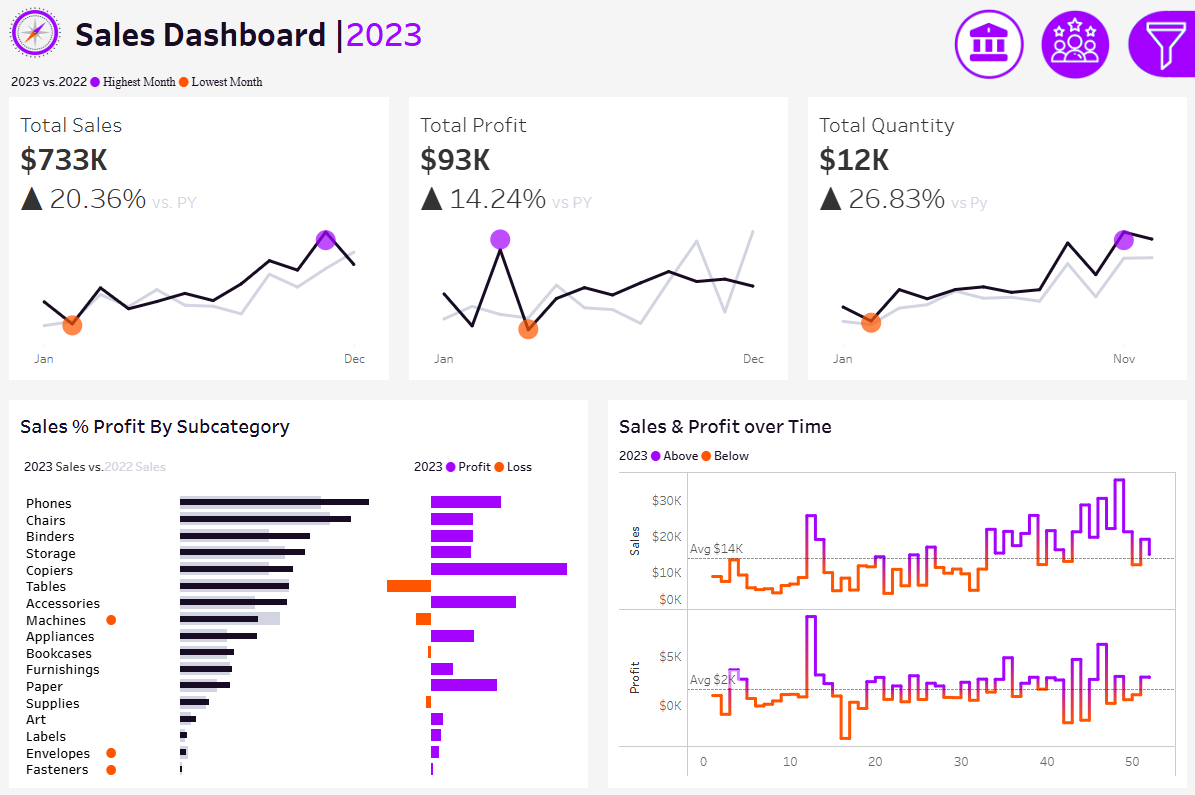 Sales Dashboard |2023
2023 vs.2022 Highest Month Lowest Month
Total Sales
$733K
▲ 20.36% vs. PY
Jan Dec
Total Profit
$93K
▲ 14.24% vs PY
Jan Dec
Total Quantity
$12K
▲ 26.83% vs Py
Jan Nov
Sales % Profit By Subcategory
2023 Sales vs.2022 Sales
2023 Profit Loss
Phones
Chairs
Binders
Storage
Copiers
Tables
Accessories
Machines
Appliances
Bookcases
Furnishings
Paper
Supplies
Art
Labels
Envelopes
Fasteners
Sales & Profit over Time
2023 Above Below
Sales
$30K
$20K
Avg $14K
$10K
$0K
Profit
$5K
Avg $2K
$0K
0 10 20 30 40 50